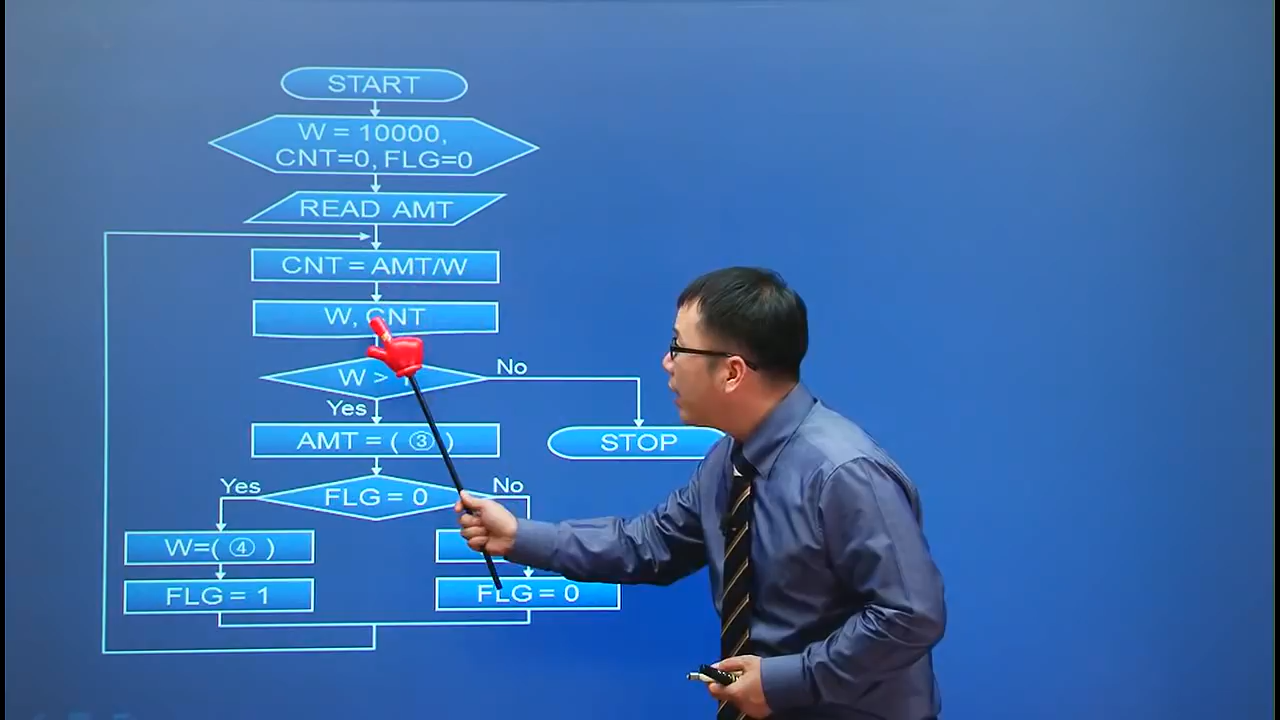 START
W = 10000,
CNT=0, FLG=0
READ AMT
CNT = AMT/W
W, CNT
W >
No
Yes
AMT = ( ③ )
STOP
Yes
FLG = 0
No
W=( ④ )
FLG = 1
FLG = 0